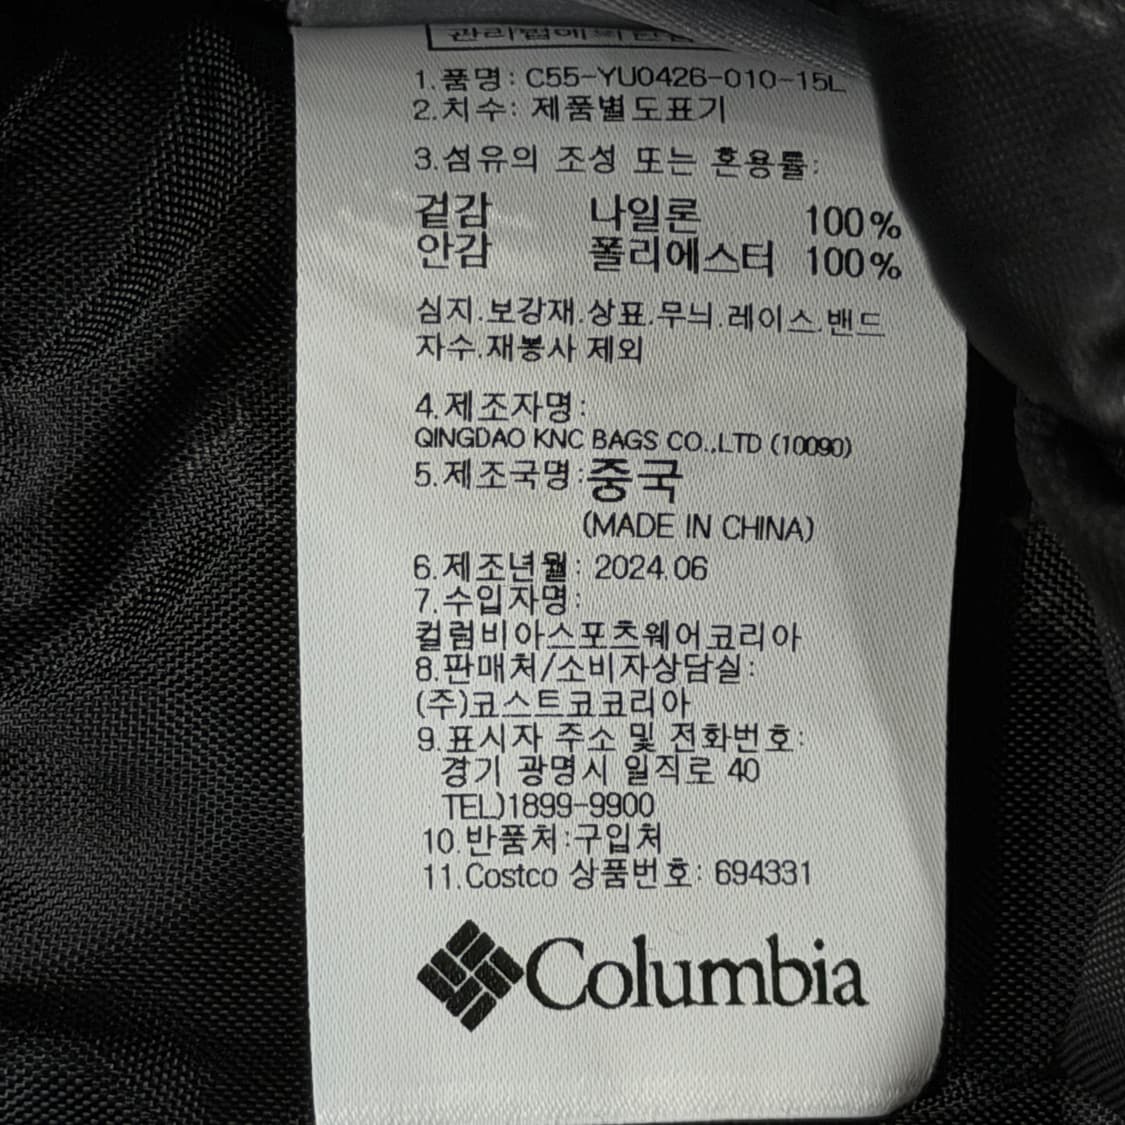 1.품명: C55-YU0426-010-15L
2.치수: 제품별도표기
3.섬유의 조성 또는 혼용률:
겉감 나일론 100%
안감 폴리에스터 100%
심지.보강재.상표.무늬.레이스.밴드
자수.재봉사 제외
4.제조자명:
QINGDAO KNC BAGS CO.,LTD (10090)
5.제조국명:중국
(MADE IN CHINA)
6.제조년월: 2024.06
7.수입자명:
컬럼비아스포츠웨어코리아
8.판매처/소비자상담실:
(주)코스트코코리아
9.표시자 주소 및 전화번호:
경기 광명시 일직로 40
TEL)1899-9900
10.반품처:구입처
11.Costco 상품번호: 694331
Columbia